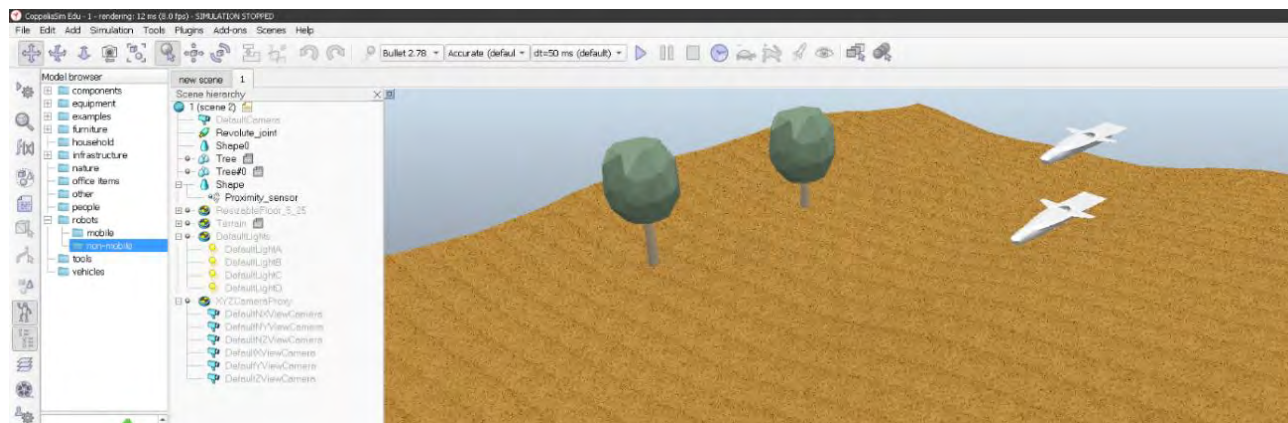 CoppeliaSim Edu - 1 - rendering: 12 ms (8.0 fps) - SIMULATION STOPPED
File Edit Add Simulation Tools Plugins Add-ons Scenes Help
Bullet 2.78 Accurate (defaul dt=50 ms (default)
Model browser
components
equipment
examples
furniture
household
infrastructure
nature
office items
other
people
robots
mobile
non-mobile
tools
vehicles
new scene 1
Scene hierarchy
1 (scene 2)
DefaultCamera
Revolute_joint
Shape0
Tree
Tree#0
Shape
Proximity_sensor
ResizableFloor_5_25
Terrain
DefaultLights
DefaultLightA
DefaultLightB
DefaultLightC
DefaultLightD
XYZCameraProxy
DefaultNXViewCamera
DefaultNYViewCamera
DefaultNZViewCamera
DefaultXViewCamera
DefaultYViewCamera
DefaultZViewCamera
f(x)